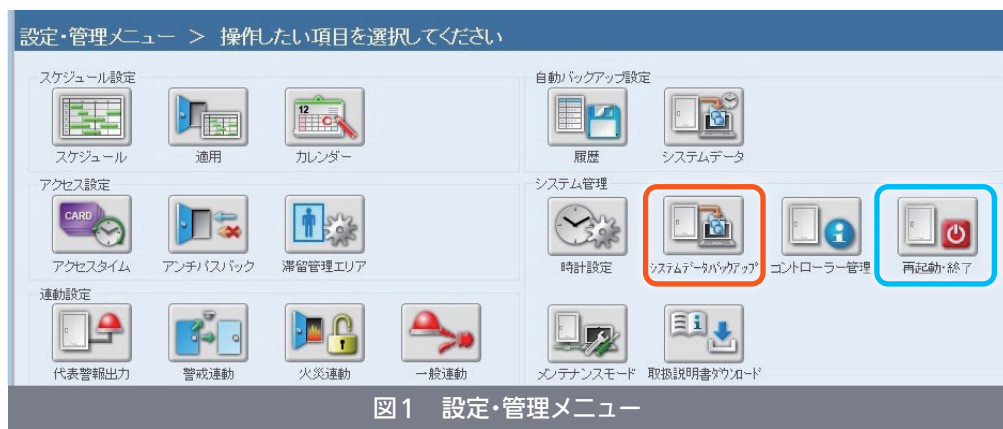 設定・管理メニュー ＞ 操作したい項目を選択してください
スケジュール設定
スケジュール 適用 カレンダー
自動バックアップ設定
履歴 システムデータ
アクセス設定
CARD
アクセスタイム アンチパスバック 滞留管理エリア
システム管理
時計設定 システムデータバックアップ コントローラー管理 再起動・終了
連動設定
代表警報出力 警戒連動 火災連動 一般連動
メンテナンスモード 取扱説明書ダウンロード
図1 設定・管理メニュー
12